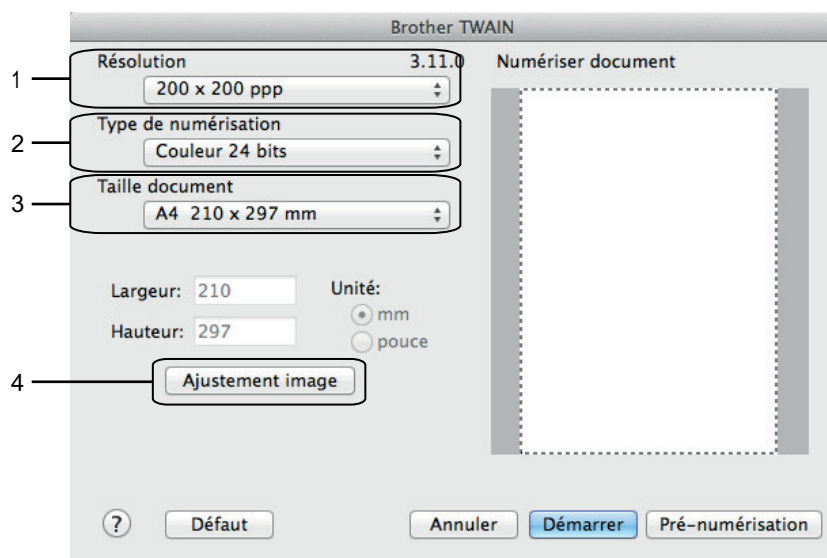 Brother TWAIN
1
Résolution 3.11.0
200 x 200 ppp
2
Type de numérisation
Couleur 24 bits
3
Taille document
A4 210 x 297 mm
Largeur: 210
Hauteur: 297
Unité:
mm
pouce
4
Ajustement image
Numériser document
?
Défaut
Annuler
Démarrer
Pré-numérisation